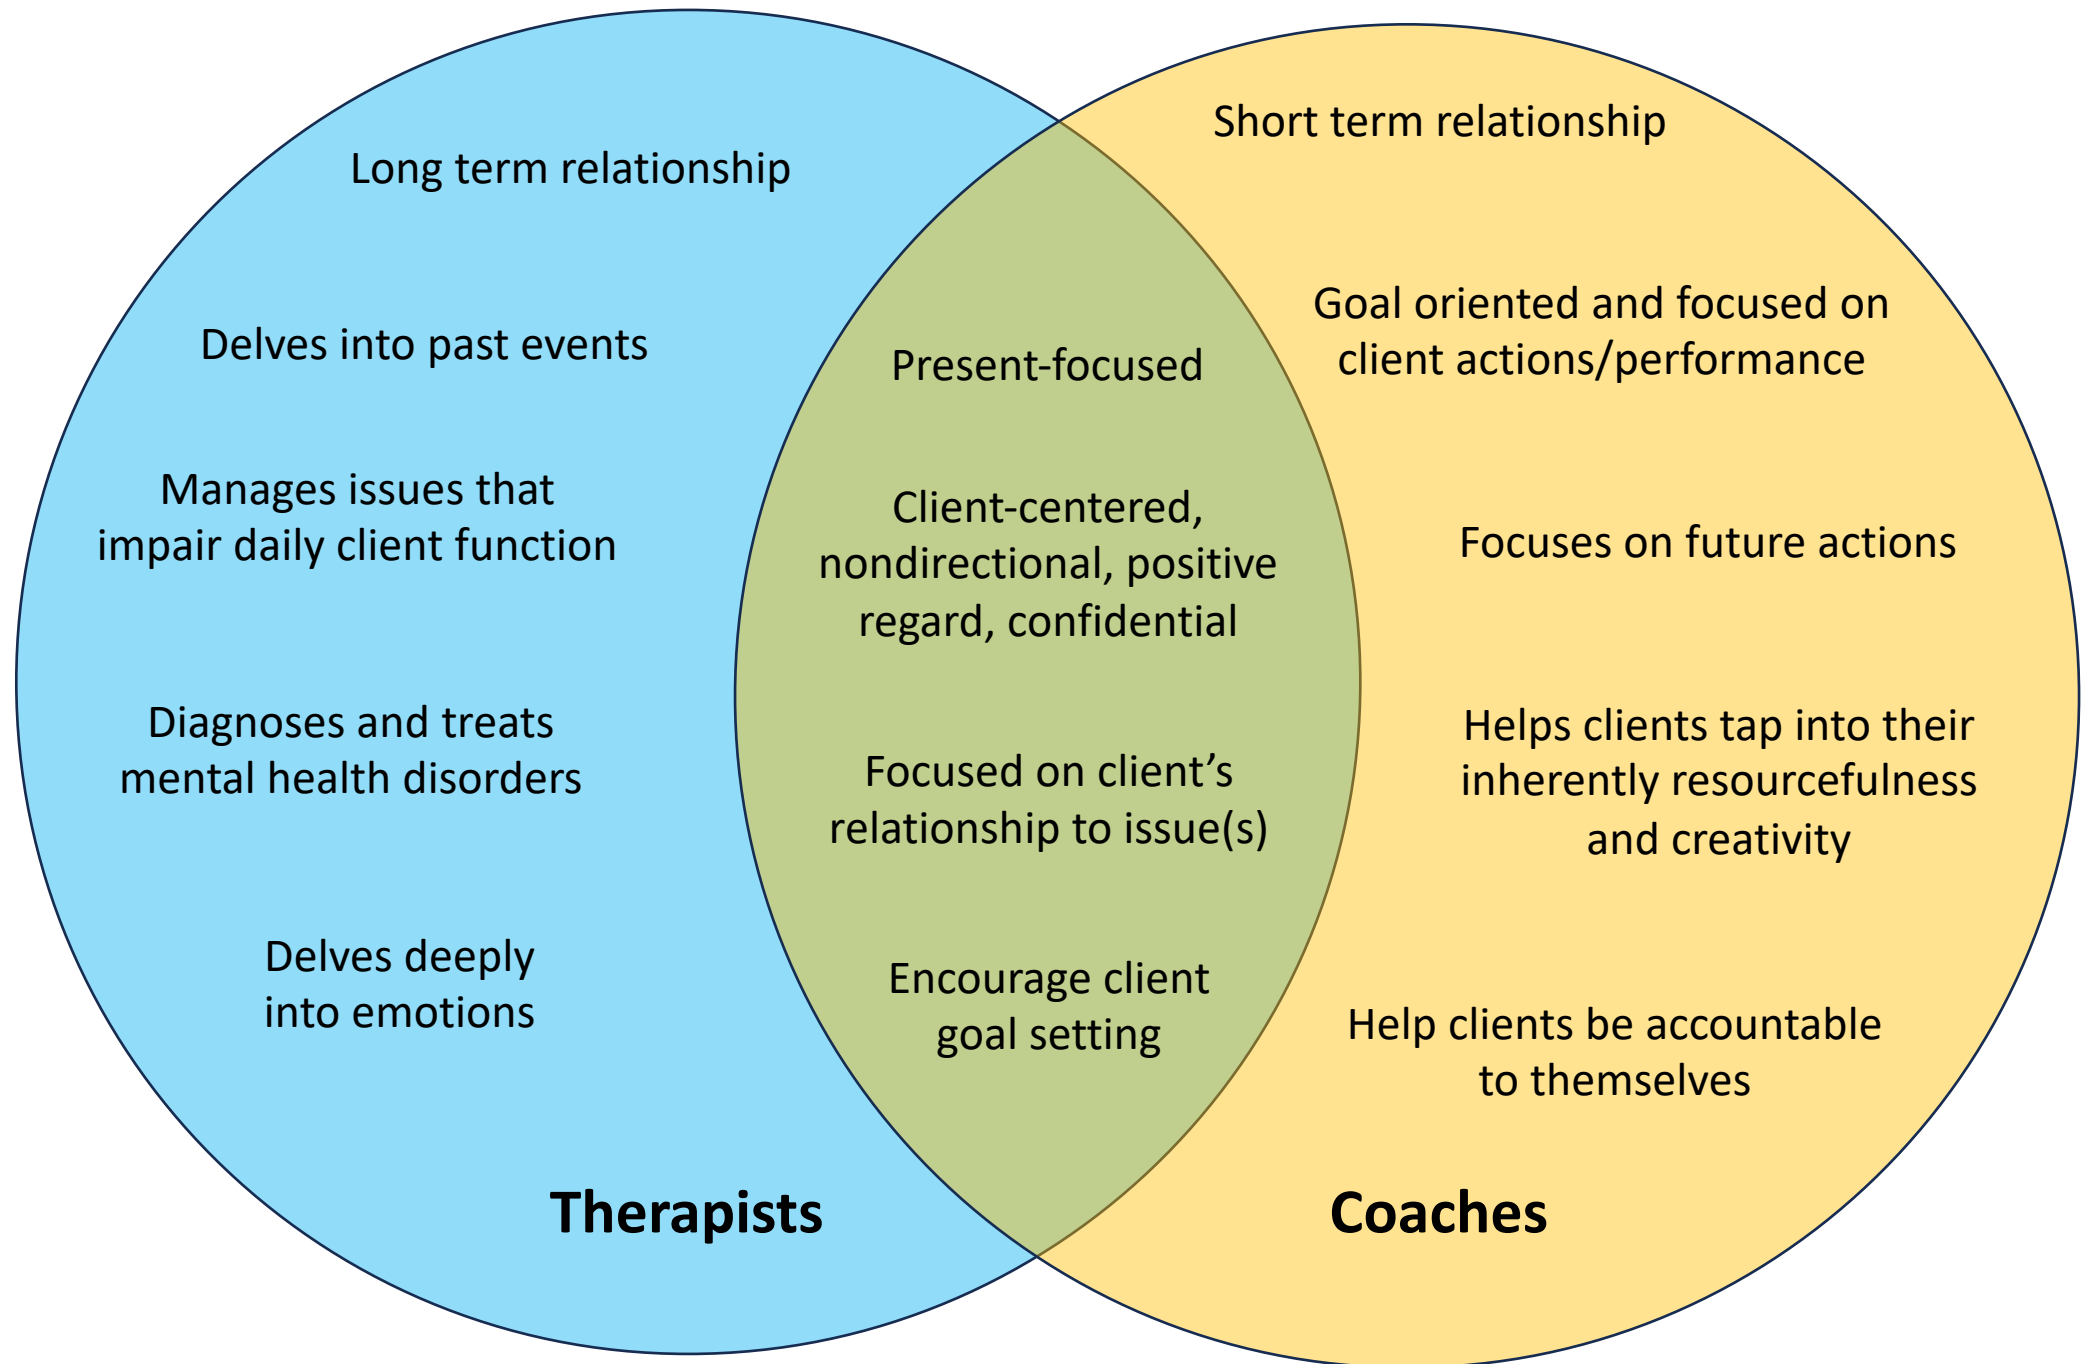 Long term relationship
Delves into past events
Manages issues that
impair daily client function
Diagnoses and treats
mental health disorders
Delves deeply
into emotions
Therapists
Present-focused
Client-centered,
nondirectional, positive
regard, confidential
Focused on client’s
relationship to issue(s)
Encourage client
goal setting
Short term relationship
Goal oriented and focused on
client actions/performance
Focuses on future actions
Helps clients tap into their
inherently resourcefulness
and creativity
Help clients be accountable
to themselves
Coaches